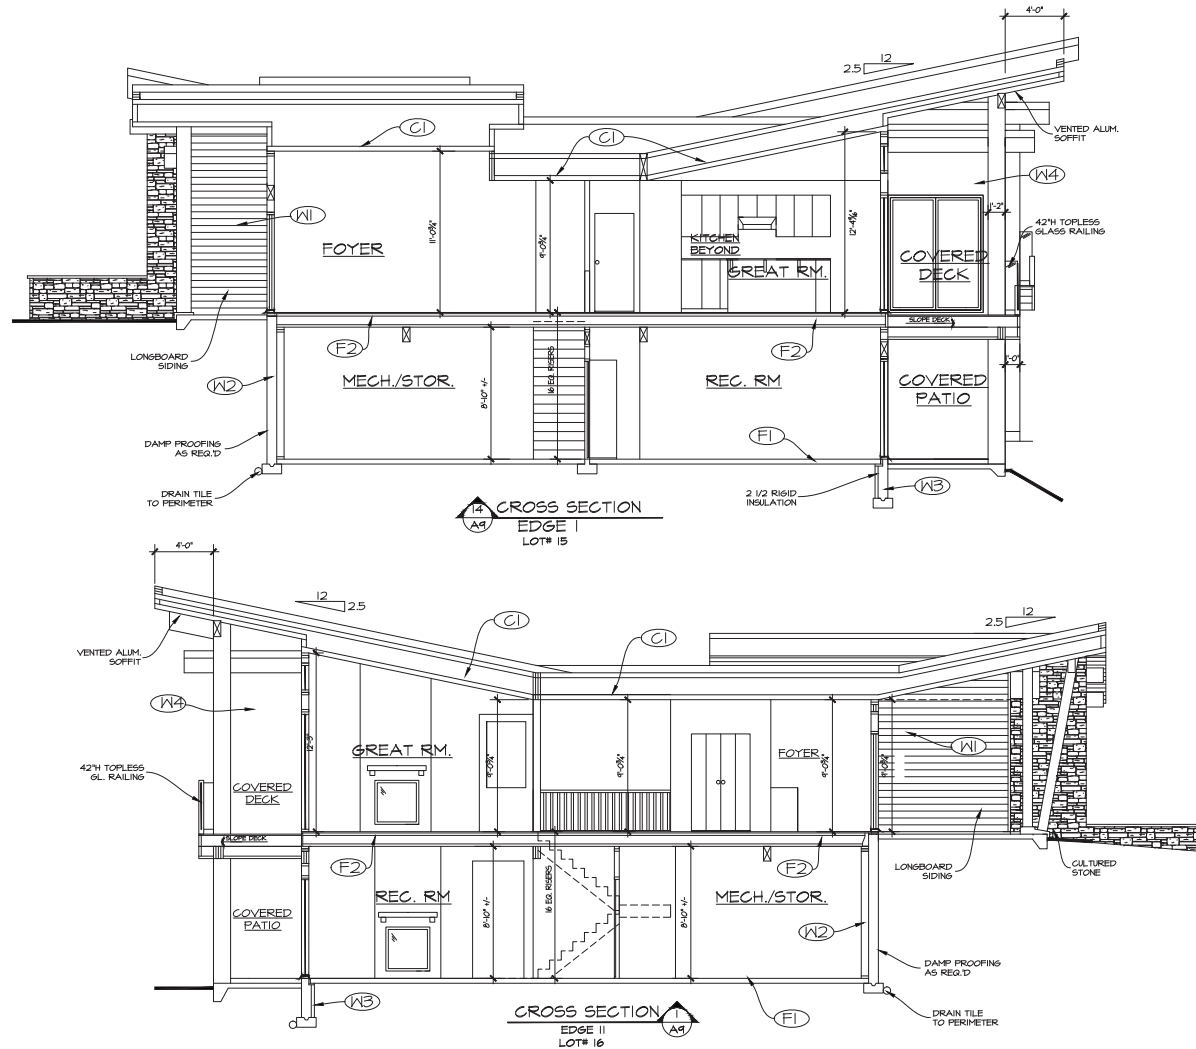 4'-0"
12
2.5
C1
VENTED ALUM.
SOFFIT
C1
W4
W1
1'-2"
42"H TOPLESS
GLASS RAILING
FOYER
11'-0¾"
9'-0¾"
KITCHEN
BEYOND
GREAT RM.
COVERED
DECK
SLOPE DECK
LONGBOARD
SIDING
F2
F2
W2
MECH./STOR.
8'-10" +/-
16 EQ. RISERS
REC. RM
COVERED
PATIO
1'-0"
DAMP PROOFING
AS REQ.'D
F1
DRAIN TILE
TO PERIMETER
2 1/2 RIGID
INSULATION
W3
14
A9
CROSS SECTION
EDGE I
LOT# 15
4'-0"
12
2.5
12
2.5
C1
C1
VENTED ALUM.
SOFFIT
W4
W1
12'-3"
GREAT RM.
9'-0¾"
9'-0¾"
FOYER
9'-0¾"
9'-0¾"
42"H TOPLESS
GL. RAILING
COVERED
DECK
SLOPE DECK
F2
F2
LONGBOARD
SIDING
CULTURED
STONE
REC. RM
8'-10" +/-
16 EQ. RISERS
8'-10" +/-
MECH./STOR.
COVERED
PATIO
W2
DAMP PROOFING
AS REQ.'D
W3
F1
DRAIN TILE
TO PERIMETER
CROSS SECTION
1
A9
EDGE II
LOT# 16